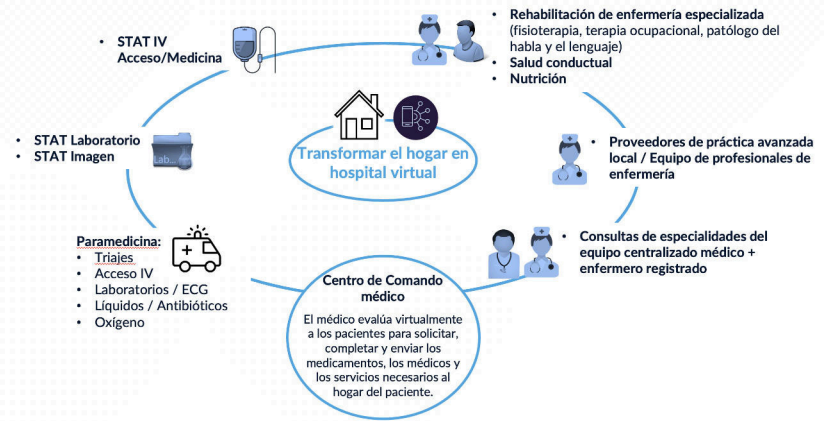 • STAT IV
Acceso/Medicina
• Rehabilitación de enfermería especializada
(fisioterapia, terapia ocupacional, patólogo del
habla y el lenguaje)
• Salud conductual
• Nutrición
• STAT Laboratorio
• STAT Imagen
Lab...
Transformar el hogar en
hospital virtual
• Proveedores de práctica avanzada
local / Equipo de profesionales de
enfermería
Paramedicina:
• Triajes
• Acceso IV
• Laboratorios / ECG
• Líquidos / Antibióticos
• Oxígeno
• Consultas de especialidades del
equipo centralizado médico +
enfermero registrado
Centro de Comando
médico
El médico evalúa virtualmente
a los pacientes para solicitar,
completar y enviar los
medicamentos, los médicos y
los servicios necesarios al
hogar del paciente.